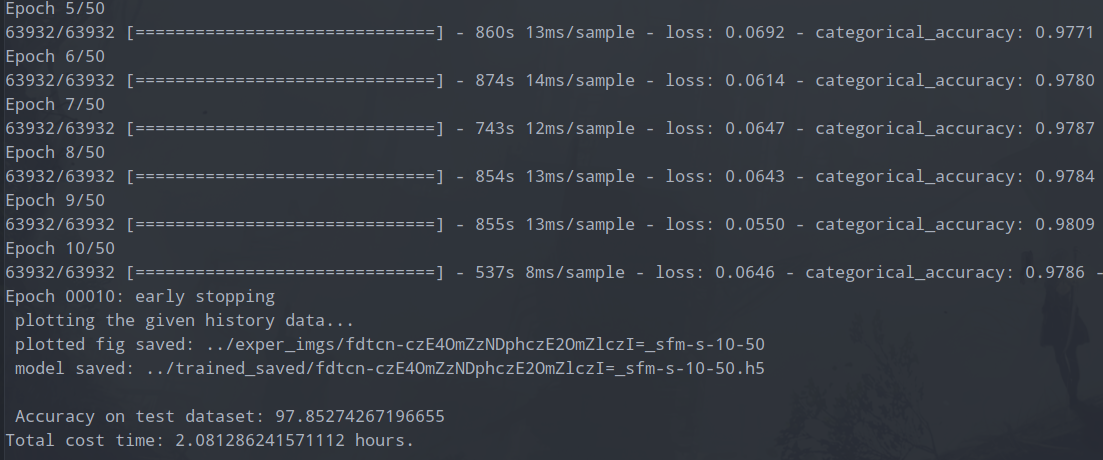 Epoch 5/50
63932/63932 [==============================] - 860s 13ms/sample - loss: 0.0692 - categorical_accuracy: 0.9771
Epoch 6/50
63932/63932 [==============================] - 874s 14ms/sample - loss: 0.0614 - categorical_accuracy: 0.9780
Epoch 7/50
63932/63932 [==============================] - 743s 12ms/sample - loss: 0.0647 - categorical_accuracy: 0.9787
Epoch 8/50
63932/63932 [==============================] - 854s 13ms/sample - loss: 0.0643 - categorical_accuracy: 0.9784
Epoch 9/50
63932/63932 [==============================] - 855s 13ms/sample - loss: 0.0550 - categorical_accuracy: 0.9809
Epoch 10/50
63932/63932 [==============================] - 537s 8ms/sample - loss: 0.0646 - categorical_accuracy: 0.9786 -
Epoch 00010: early stopping
plotting the given history data...
plotted fig saved: ../exper_imgs/fdtcn-czE4OmZzNDphczE2OmZlczI=_sfm-s-10-50
model saved: ../trained_saved/fdtcn-czE4OmZzNDphczE2OmZlczI=_sfm-s-10-50.h5
Accuracy on test dataset: 97.85274267196655
Total cost time: 2.081286241571112 hours.